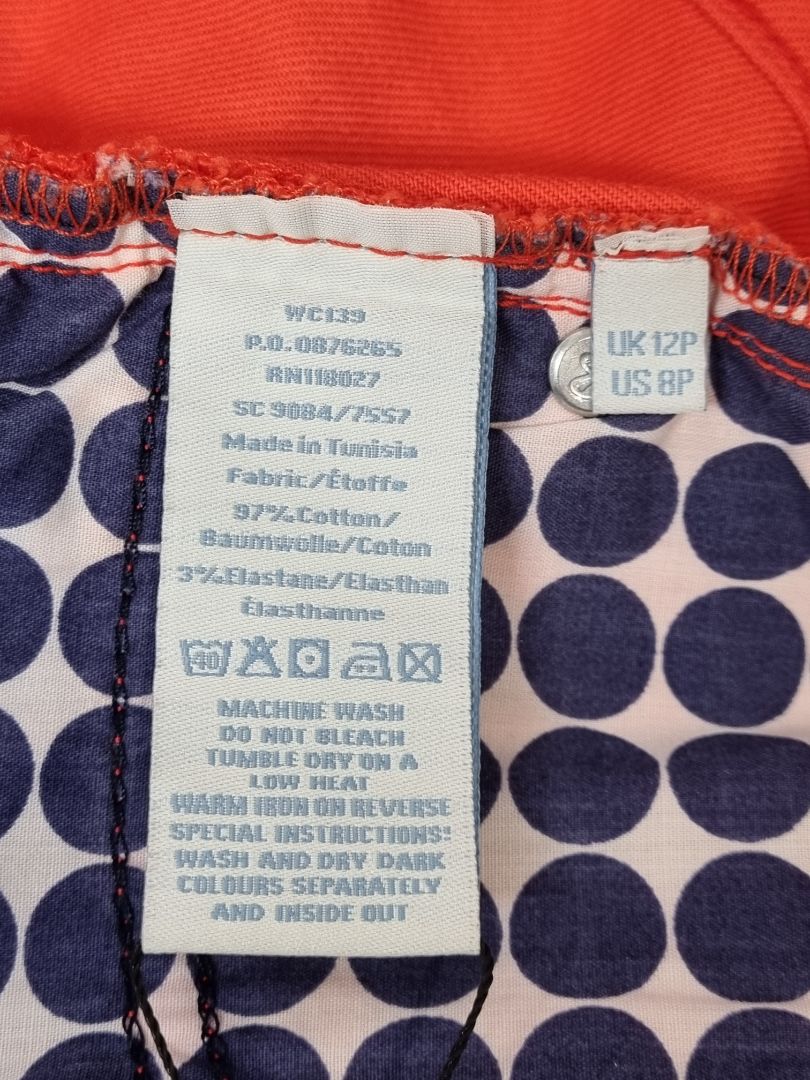 WC139
P.O.0876265
RN118027
SC 9084/7557
Made in Tunisia
Fabric/Étoffe
97%Cotton/
Baumwolle/Coton
3%Elastane/Elasthan
Élasthanne
40
MACHINE WASH
DO NOT BLEACH
TUMBLE DRY ON A
LOW HEAT
WARM IRON ON REVERSE
SPECIAL INSTRUCTIONS:
WASH AND DRY DARK
COLOURS SEPARATELY
AND INSIDE OUT
UK 12P
US 8P